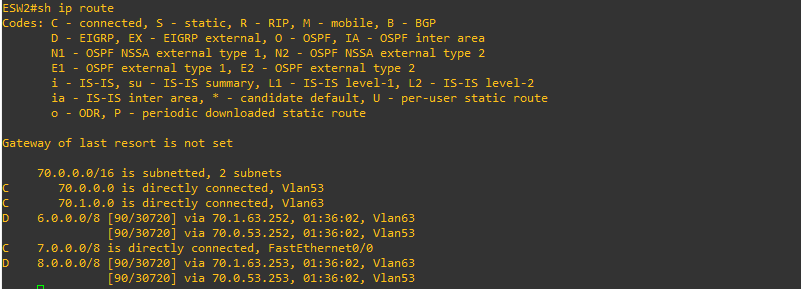 ESW2#sh ip route
Codes: C - connected, S - static, R - RIP, M - mobile, B - BGP
       D - EIGRP, EX - EIGRP external, O - OSPF, IA - OSPF inter area
       N1 - OSPF NSSA external type 1, N2 - OSPF NSSA external type 2
       E1 - OSPF external type 1, E2 - OSPF external type 2
       i - IS-IS, su - IS-IS summary, L1 - IS-IS level-1, L2 - IS-IS level-2
       ia - IS-IS inter area, * - candidate default, U - per-user static route
       o - ODR, P - periodic downloaded static route
Gateway of last resort is not set
     70.0.0.0/16 is subnetted, 2 subnets
C       70.0.0.0 is directly connected, Vlan53
C       70.1.0.0 is directly connected, Vlan63
D    6.0.0.0/8 [90/30720] via 70.1.63.252, 01:36:02, Vlan63
               [90/30720] via 70.0.53.252, 01:36:02, Vlan53
C    7.0.0.0/8 is directly connected, FastEthernet0/0
D    8.0.0.0/8 [90/30720] via 70.1.63.253, 01:36:02, Vlan63
               [90/30720] via 70.0.53.253, 01:36:02, Vlan53